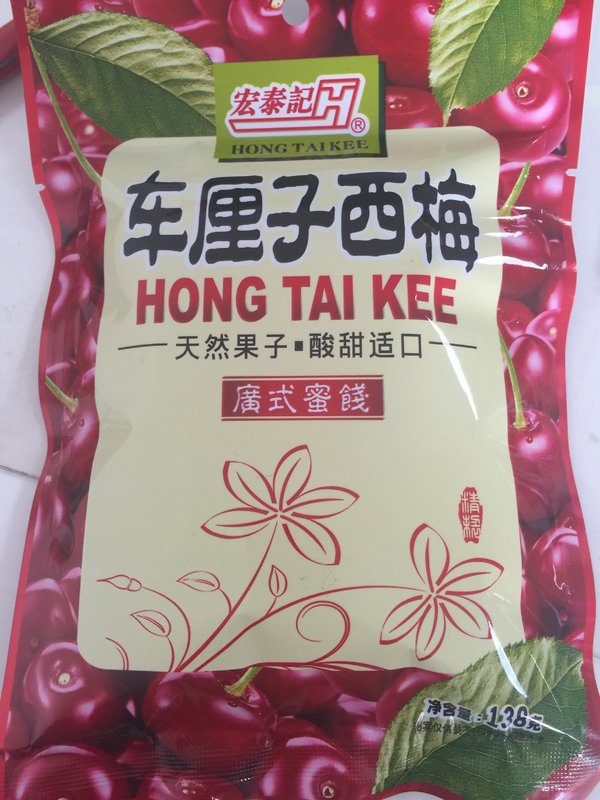 宏泰記
®
HONG TAI KEE
车厘子西梅
HONG TAI KEE
天然果子·酸甜适口
廣式蜜餞
精
净含量：138克